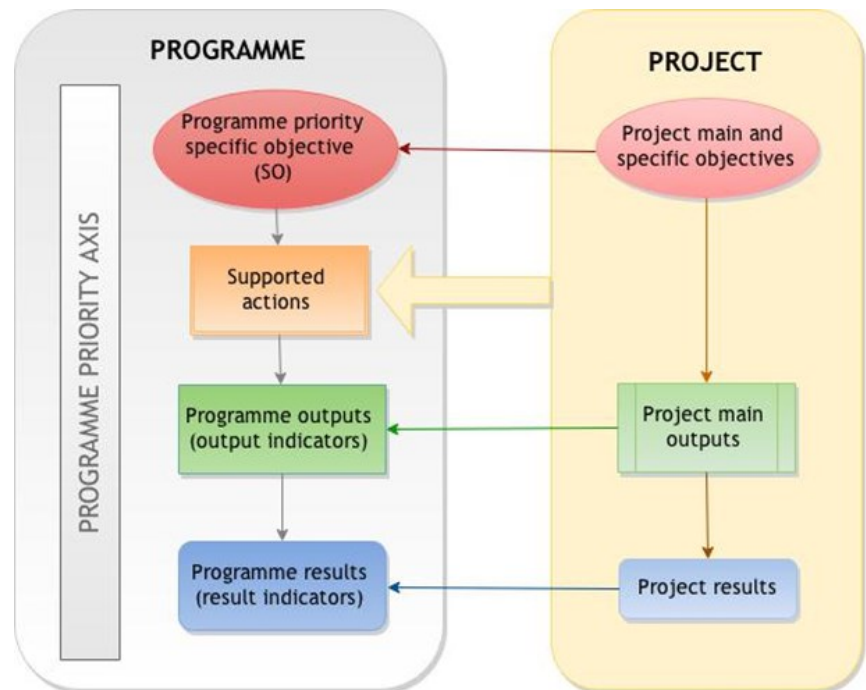 PROGRAMME
PROGRAMME PRIORITY AXIS
Programme priority
specific objective
(SO)
Supported
actions
Programme outputs
(output indicators)
Programme results
(result indicators)
PROJECT
Project main and
specific objectives
Project main
outputs
Project results